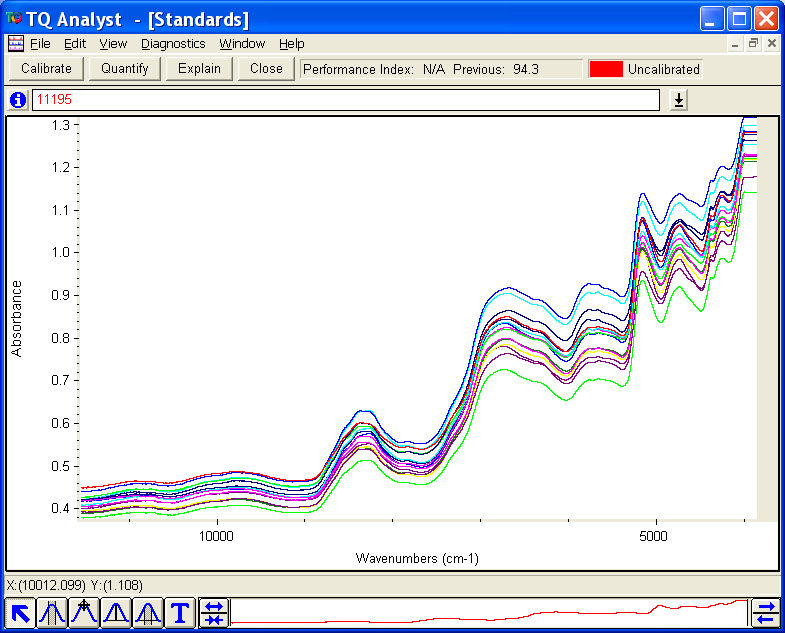 TQ Analyst - [Standards]
File Edit View Diagnostics Window Help
Calibrate Quantify Explain Close Performance Index: N/A Previous: 94.3 Uncalibrated
11195
1.3
1.2
1.1
1.0
0.9
0.8
0.7
0.6
0.5
0.4
Absorbance
10000 5000
Wavenumbers (cm-1)
X:(10012.099) Y:(1.108)
T